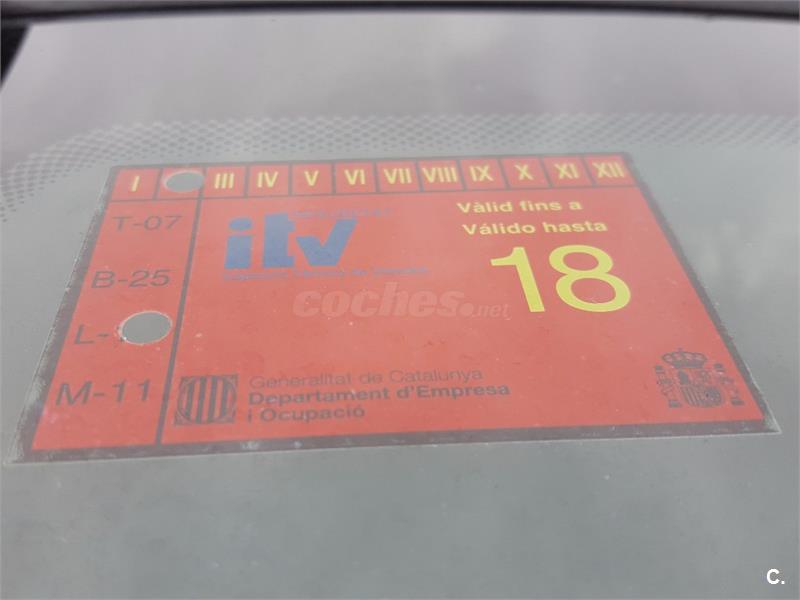 I III IV V VI VII VIII IX X XI XII
T-07
B-25
L-
M-11
itv
Vàlid fins a
Válido hasta
18
coches.net
Generalitat de Catalunya
Departament d'Empresa
i Ocupació
C.